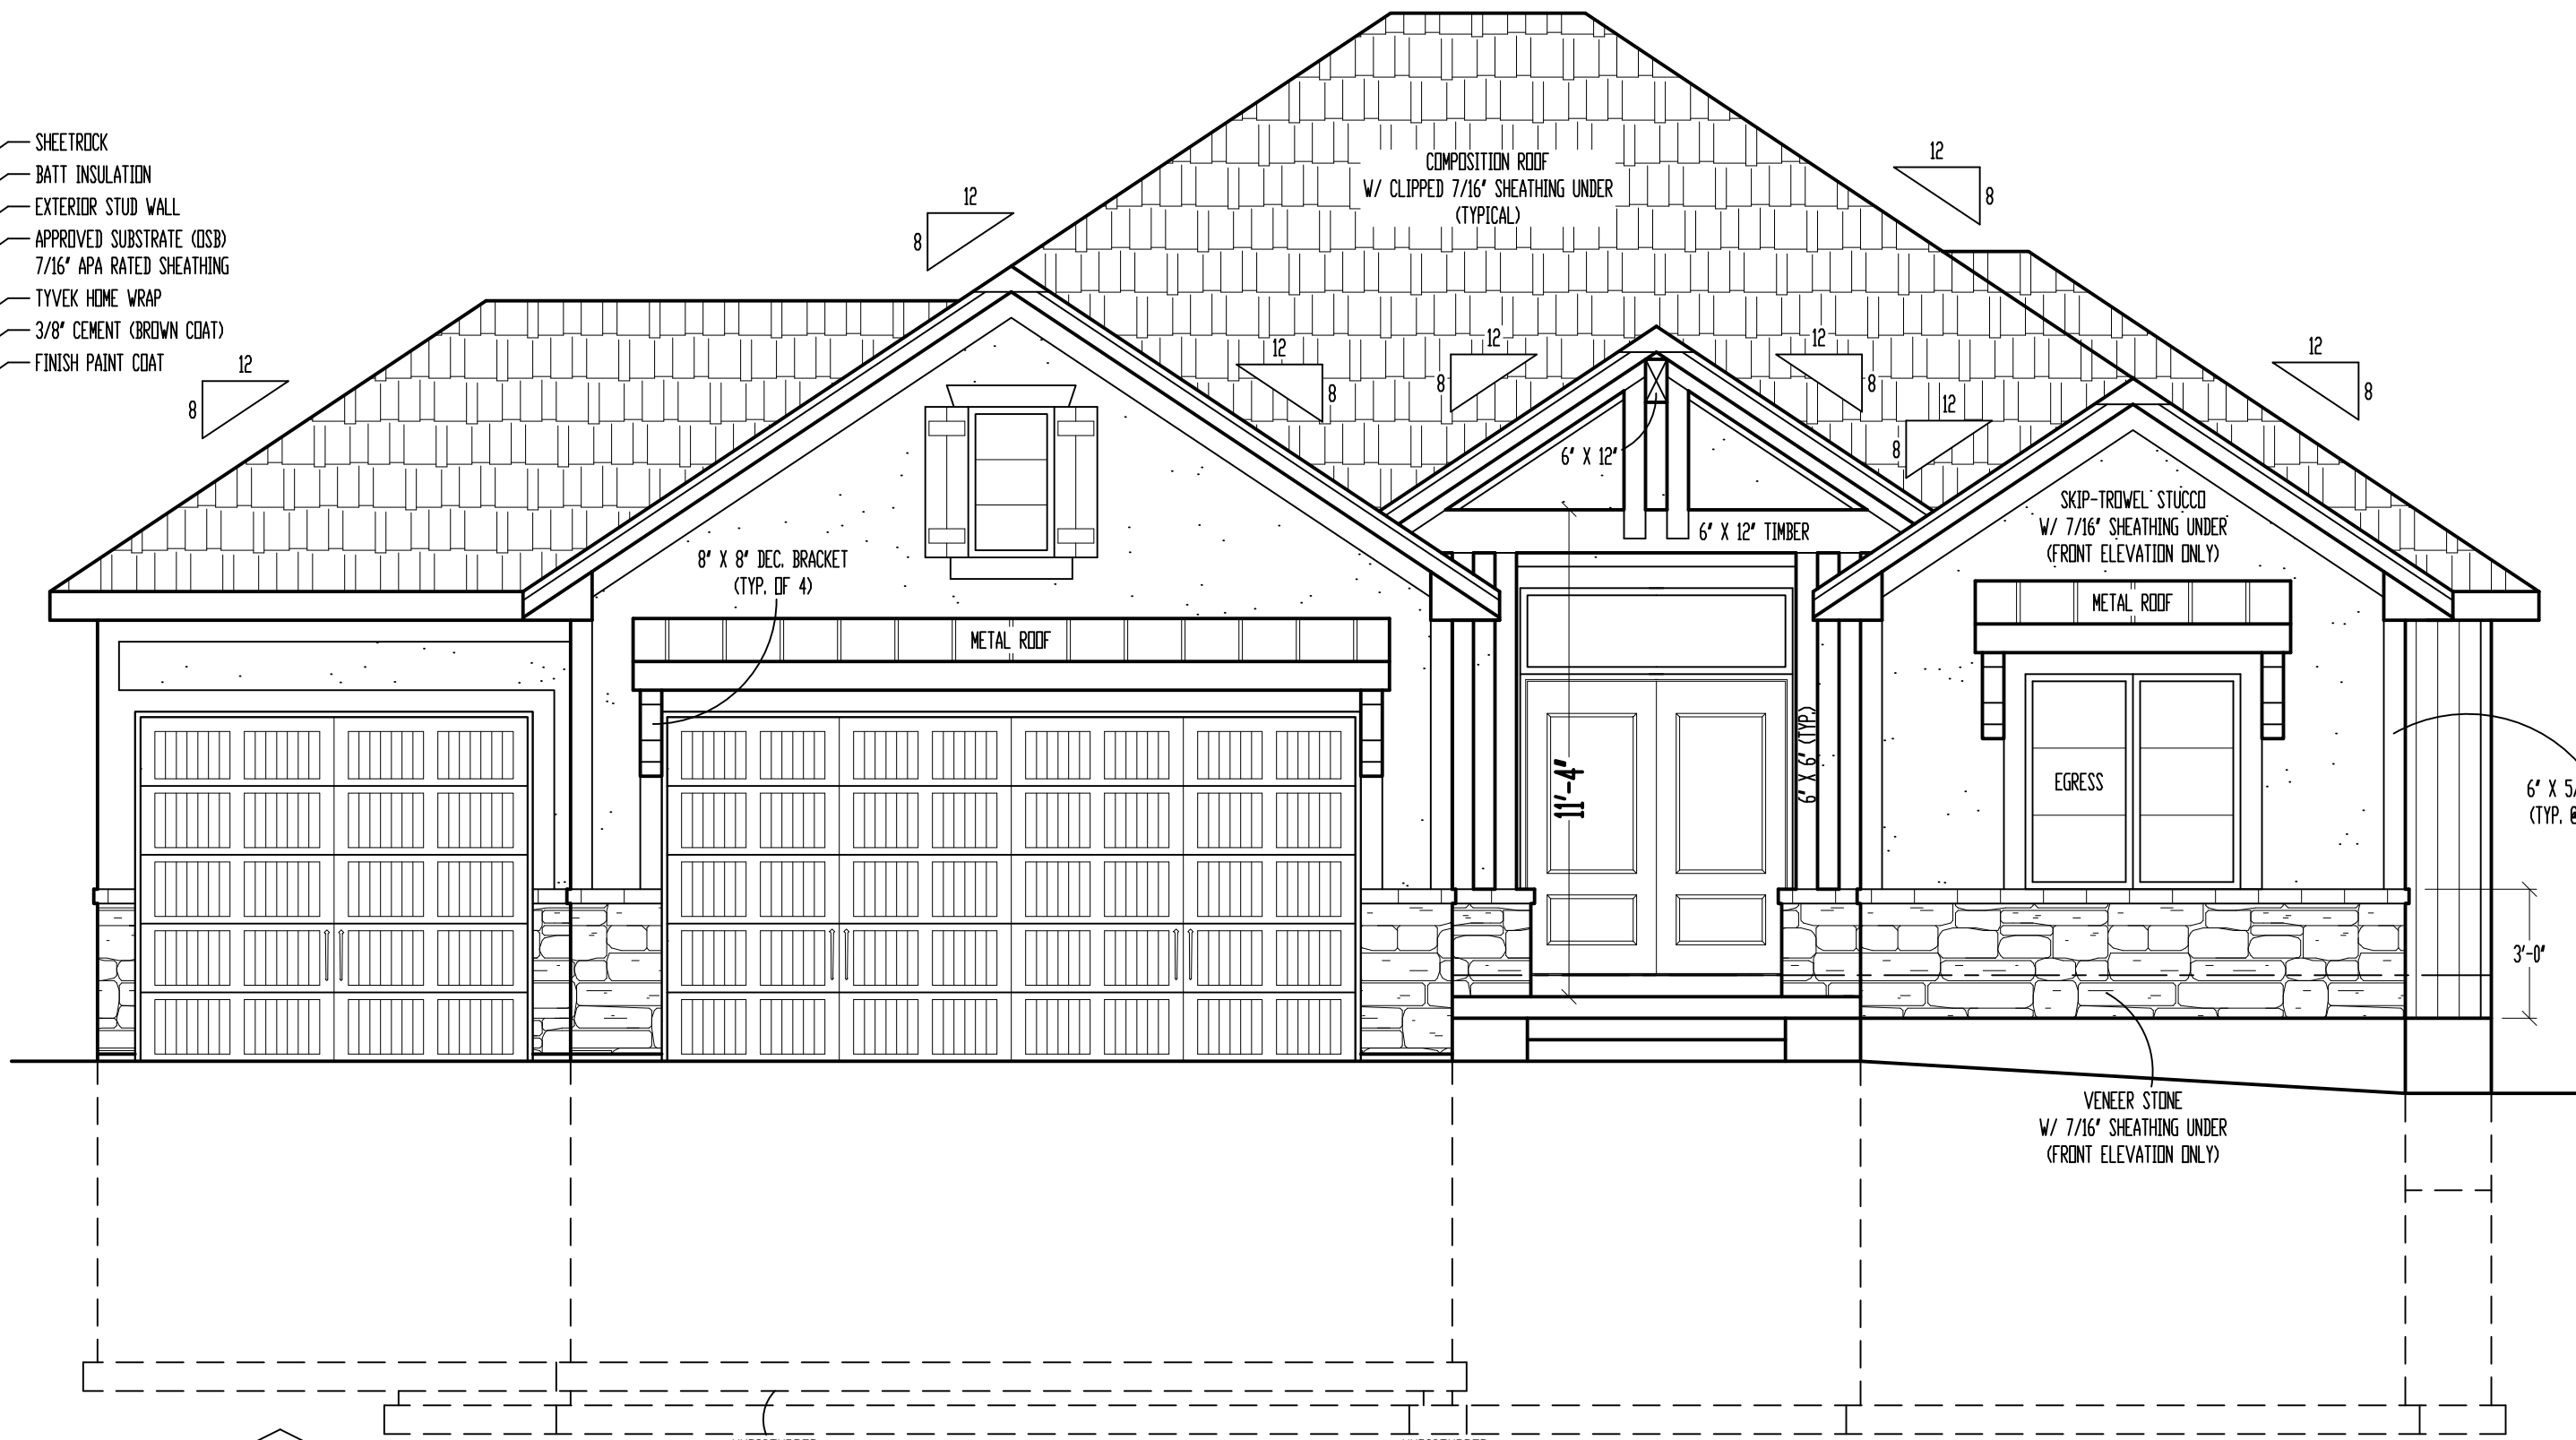 SHEETROCK
BATT INSULATION
EXTERIOR STUD WALL
APPROVED SUBSTRATE (OSB)
7/16" APA RATED SHEATHING
TYVEK HOME WRAP
3/8" CEMENT (BROWN COAT)
FINISH PAINT COAT
12
8
12
8
COMPOSITION ROOF
W/ CLIPPED 7/16" SHEATHING UNDER
(TYPICAL)
12
8
12
8
12
8
12
8
12
8
12
8
6" X 12"
6" X 12" TIMBER
SKIP-TROWEL STUCCO
W/ 7/16" SHEATHING UNDER
(FRONT ELEVATION ONLY)
8" X 8" DEC. BRACKET
(TYP. OF 4)
METAL ROOF
METAL ROOF
11'-4"
6" X 6" (TYP.)
EGRESS
6" X 5/
(TYP. @
3'-0"
VENEER STONE
W/ 7/16" SHEATHING UNDER
(FRONT ELEVATION ONLY)